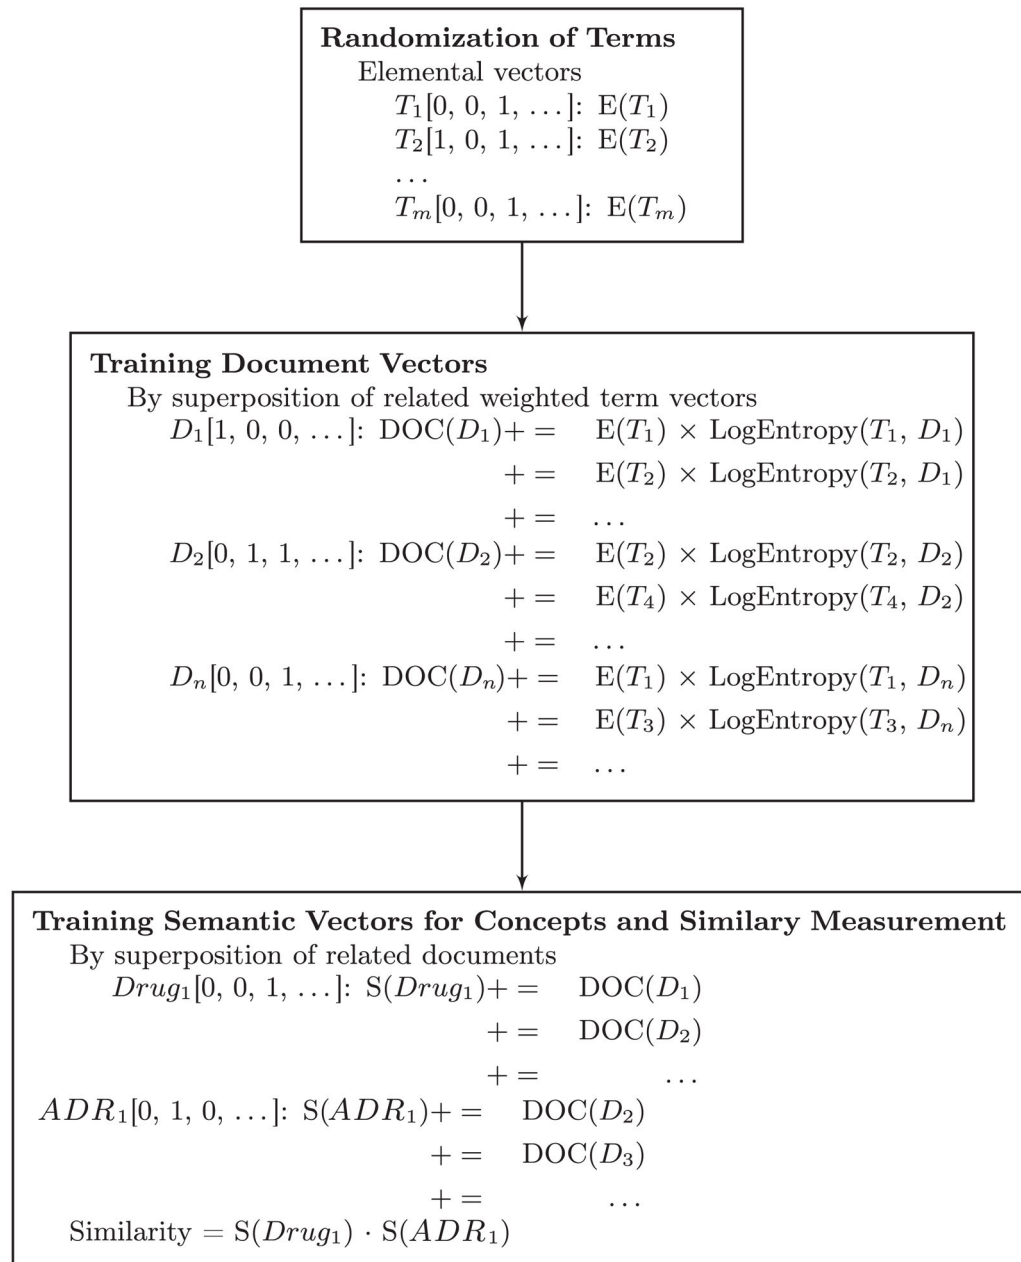 Randomization of Terms
Elemental vectors
T₁[0, 0, 1, ...]: E(T₁)
T₂[1, 0, 1, ...]: E(T₂)
...
Tₘ[0, 0, 1, ...]: E(Tₘ)
Training Document Vectors
By superposition of related weighted term vectors
D₁[1, 0, 0, ...]: DOC(D₁)+ = E(T₁) × LogEntropy(T₁, D₁)
+ = E(T₂) × LogEntropy(T₂, D₁)
+ = ...
D₂[0, 1, 1, ...]: DOC(D₂)+ = E(T₂) × LogEntropy(T₂, D₂)
+ = E(T₄) × LogEntropy(T₄, D₂)
+ = ...
Dₙ[0, 0, 1, ...]: DOC(Dₙ)+ = E(T₁) × LogEntropy(T₁, Dₙ)
+ = E(T₃) × LogEntropy(T₃, Dₙ)
+ = ...
Training Semantic Vectors for Concepts and Similary Measurement
By superposition of related documents
Drug₁[0, 0, 1, ...]: S(Drug₁)+ = DOC(D₁)
+ = DOC(D₂)
+ = ...
ADR₁[0, 1, 0, ...]: S(ADR₁)+ = DOC(D₂)
+ = DOC(D₃)
+ = ...
Similarity = S(Drug₁) · S(ADR₁)